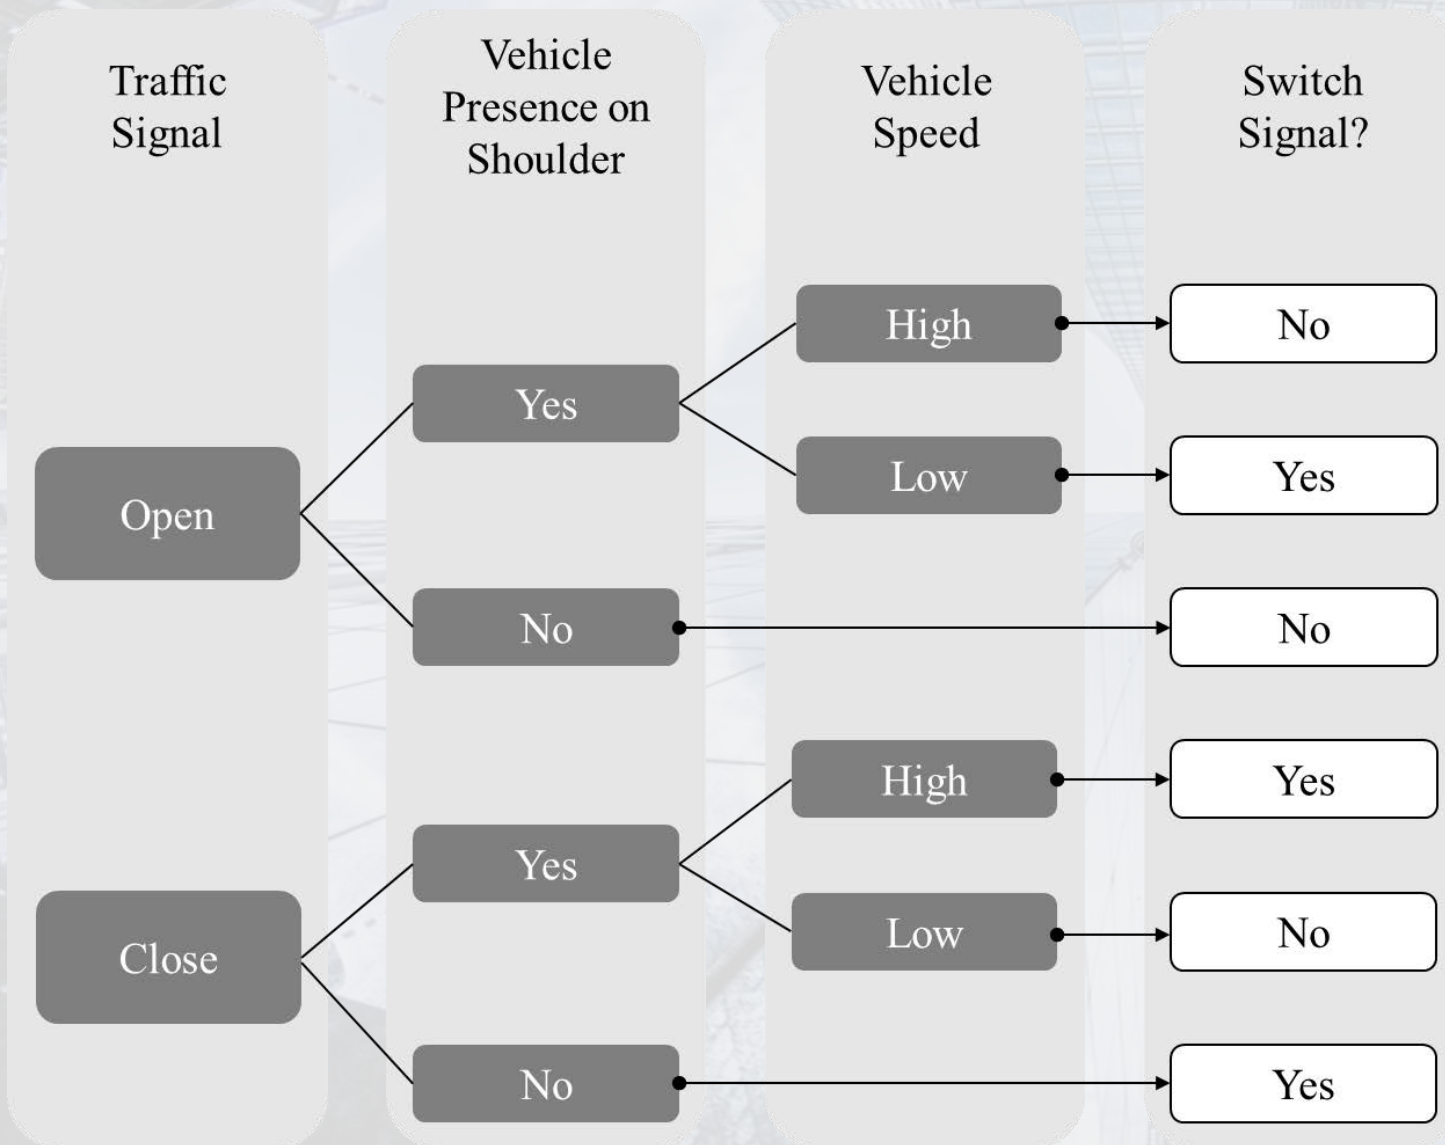 Traffic
Signal
Vehicle
Presence on
Shoulder
Vehicle
Speed
Switch
Signal?
Open
Yes
High
No
Low
Yes
No
No
Close
Yes
High
Yes
Low
No
No
Yes